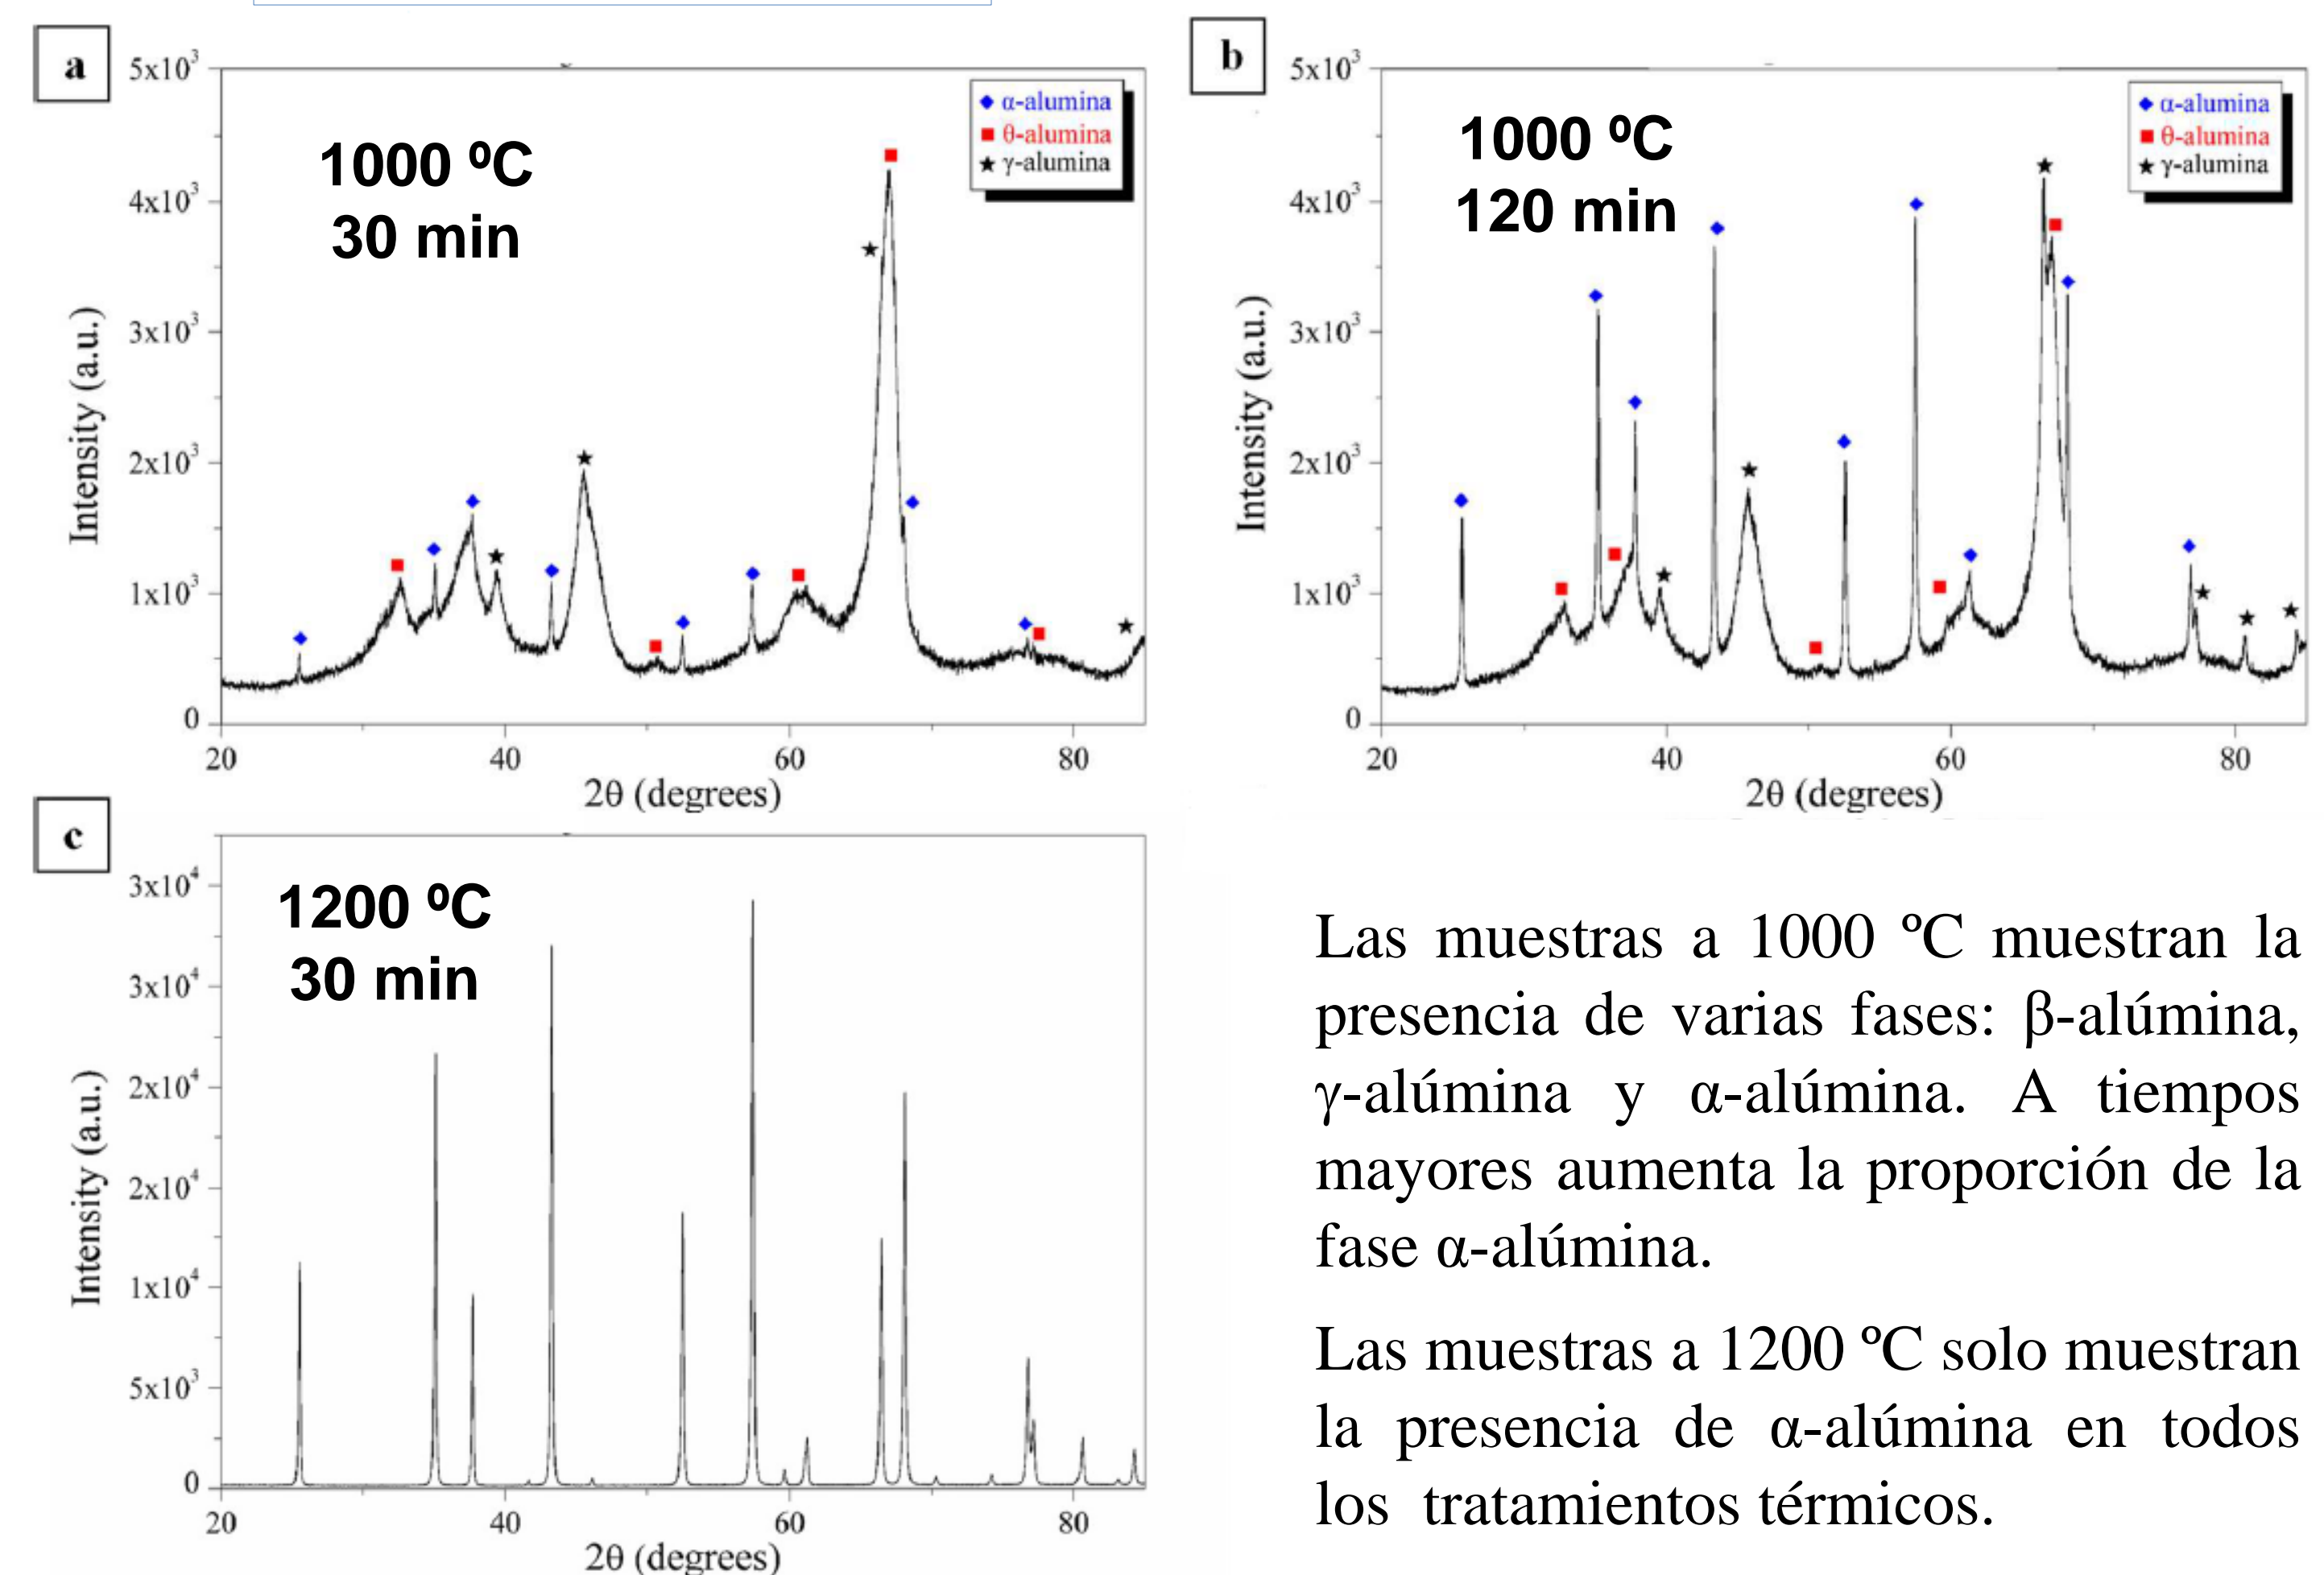 a
5x10³
4x10³
3x10³
2x10³
1x10³
0
Intensity (a.u.)
1000 ºC
30 min
α-alumina
θ-alumina
γ-alumina
20 40 60 80
2θ (degrees)
b
5x10³
4x10³
3x10³
2x10³
1x10³
0
Intensity (a.u.)
1000 ºC
120 min
α-alumina
θ-alumina
γ-alumina
20 40 60 80
2θ (degrees)
c
3x10⁴
3x10⁴
2x10⁴
2x10⁴
1x10⁴
5x10³
0
Intensity (a.u.)
1200 ºC
30 min
20 40 60 80
2θ (degrees)
Las muestras a 1000 ºC muestran la
presencia de varias fases: β-alúmina,
γ-alúmina y α-alúmina. A tiempos
mayores aumenta la proporción de la
fase α-alúmina.
Las muestras a 1200 ºC solo muestran
la presencia de α-alúmina en todos
los tratamientos térmicos.